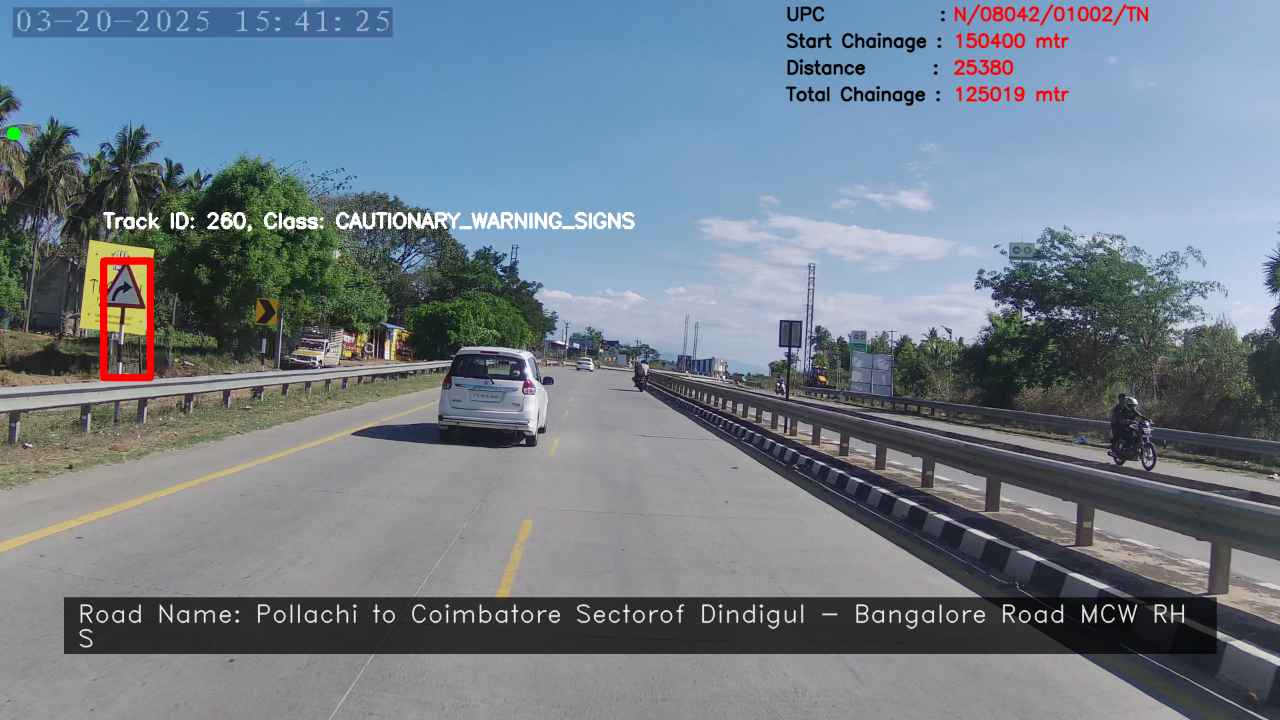 03-20-2025 15:41:25
UPC : N/08042/01002/TN
Start Chainage : 150400 mtr
Distance : 25380
Total Chainage : 125019 mtr
Track ID: 260, Class: CAUTIONARY_WARNING_SIGNS
Road Name: Pollachi to Coimbatore Sectorof Dindigul - Bangalore Road MCW RH
S